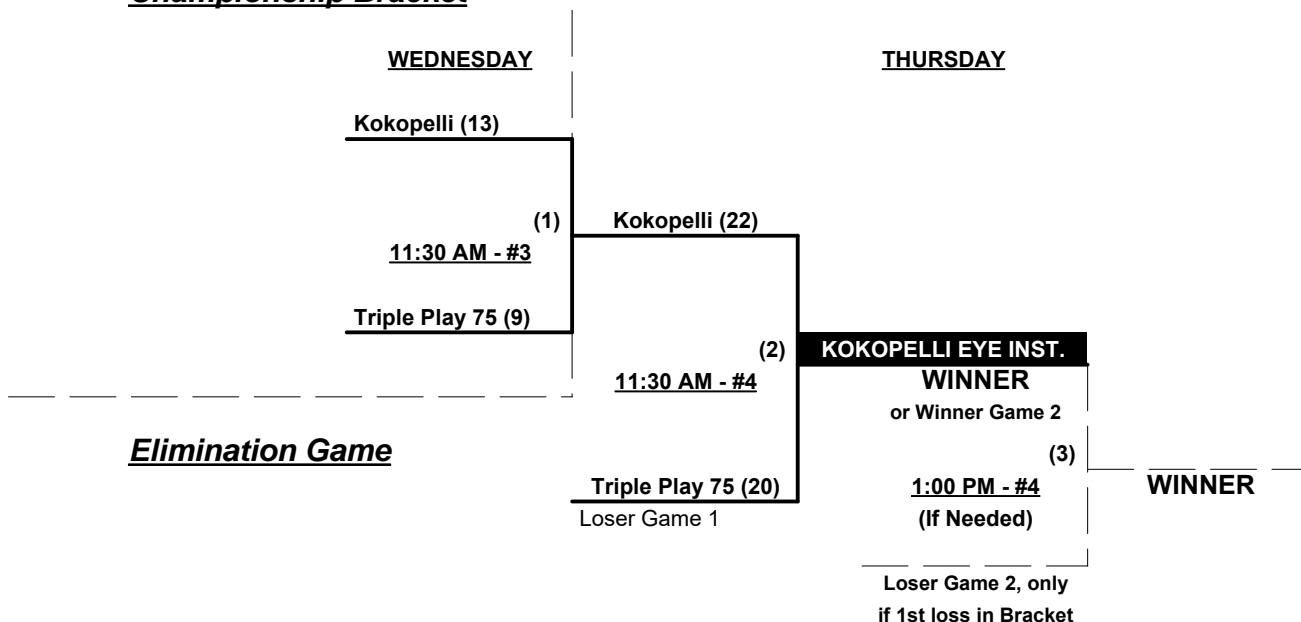 Championship Bracket
WEDNESDAY
THURSDAY
Kokopelli (13)
(1)
Kokopelli (22)
11:30 AM - #3
Triple Play 75 (9)
(2)
KOKOPELLI EYE INST.
11:30 AM - #4
WINNER
or Winner Game 2
Elimination Game
(3)
Triple Play 75 (20)
1:00 PM - #4
WINNER
Loser Game 1
(If Needed)
Loser Game 2, only
if 1st loss in Bracket